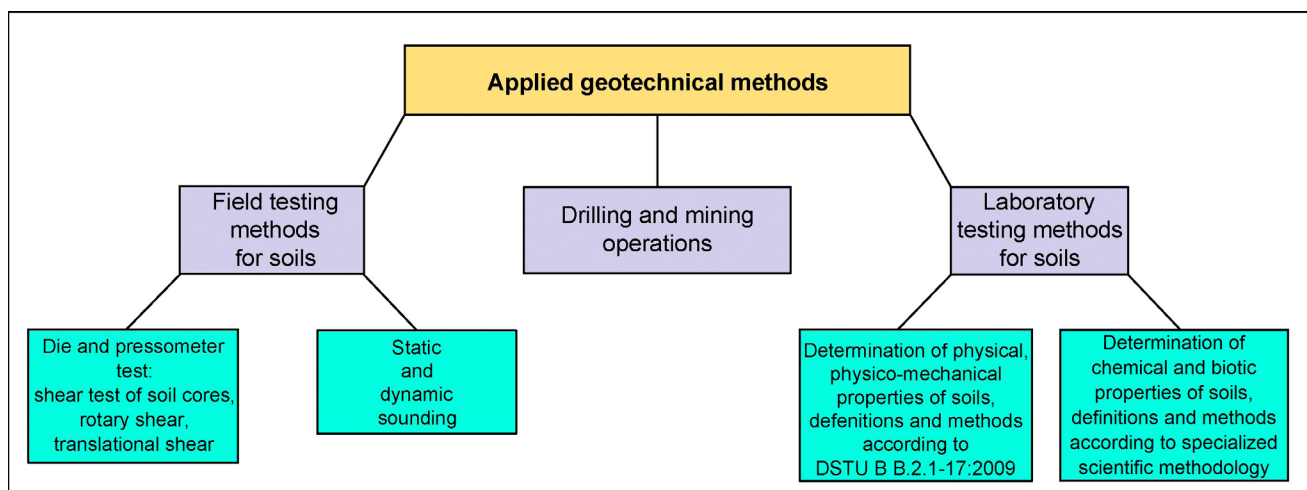 Applied geotechnical methods
Field testing
methods
for soils
Drilling and mining
operations
Laboratory
testing methods
for soils
Die and pressometer
test:
shear test of soil cores,
rotary shear,
translational shear
Static
and
dynamic
sounding
Determination of physical,
physico-mechanical
properties of soils,
defenitions and methods
according to
DSTU B B.2.1-17:2009
Determination of
chemical and biotic
properties of soils,
definitions and methods
according to specialized
scientific methodology